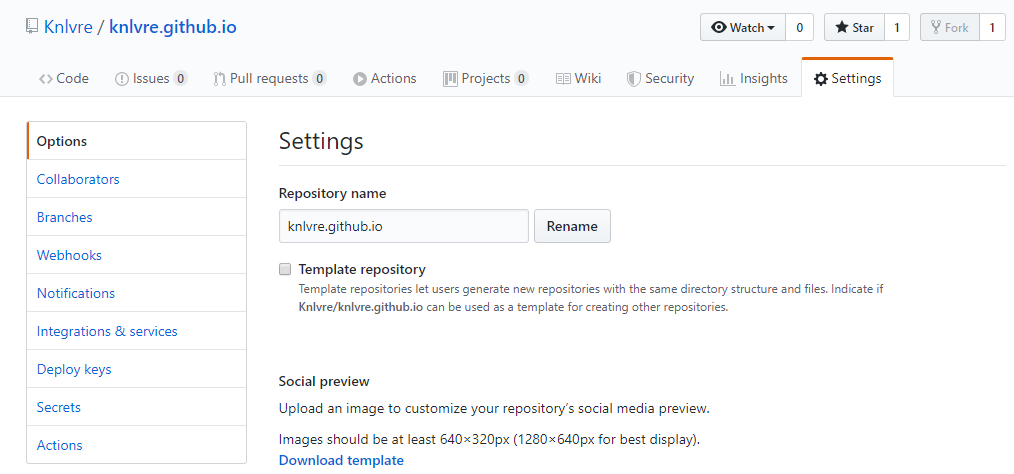 Knlvre / knlvre.github.io
Watch 0 Star 1 Fork 1
Code Issues 0 Pull requests 0 Actions Projects 0 Wiki Security Insights Settings
Options
Collaborators
Branches
Webhooks
Notifications
Integrations & services
Deploy keys
Secrets
Actions
Settings
Repository name
knlvre.github.io Rename
Template repository
Template repositories let users generate new repositories with the same directory structure and files. Indicate if
Knlvre/knlvre.github.io can be used as a template for creating other repositories.
Social preview
Upload an image to customize your repository’s social media preview.
Images should be at least 640×320px (1280×640px for best display).
Download template